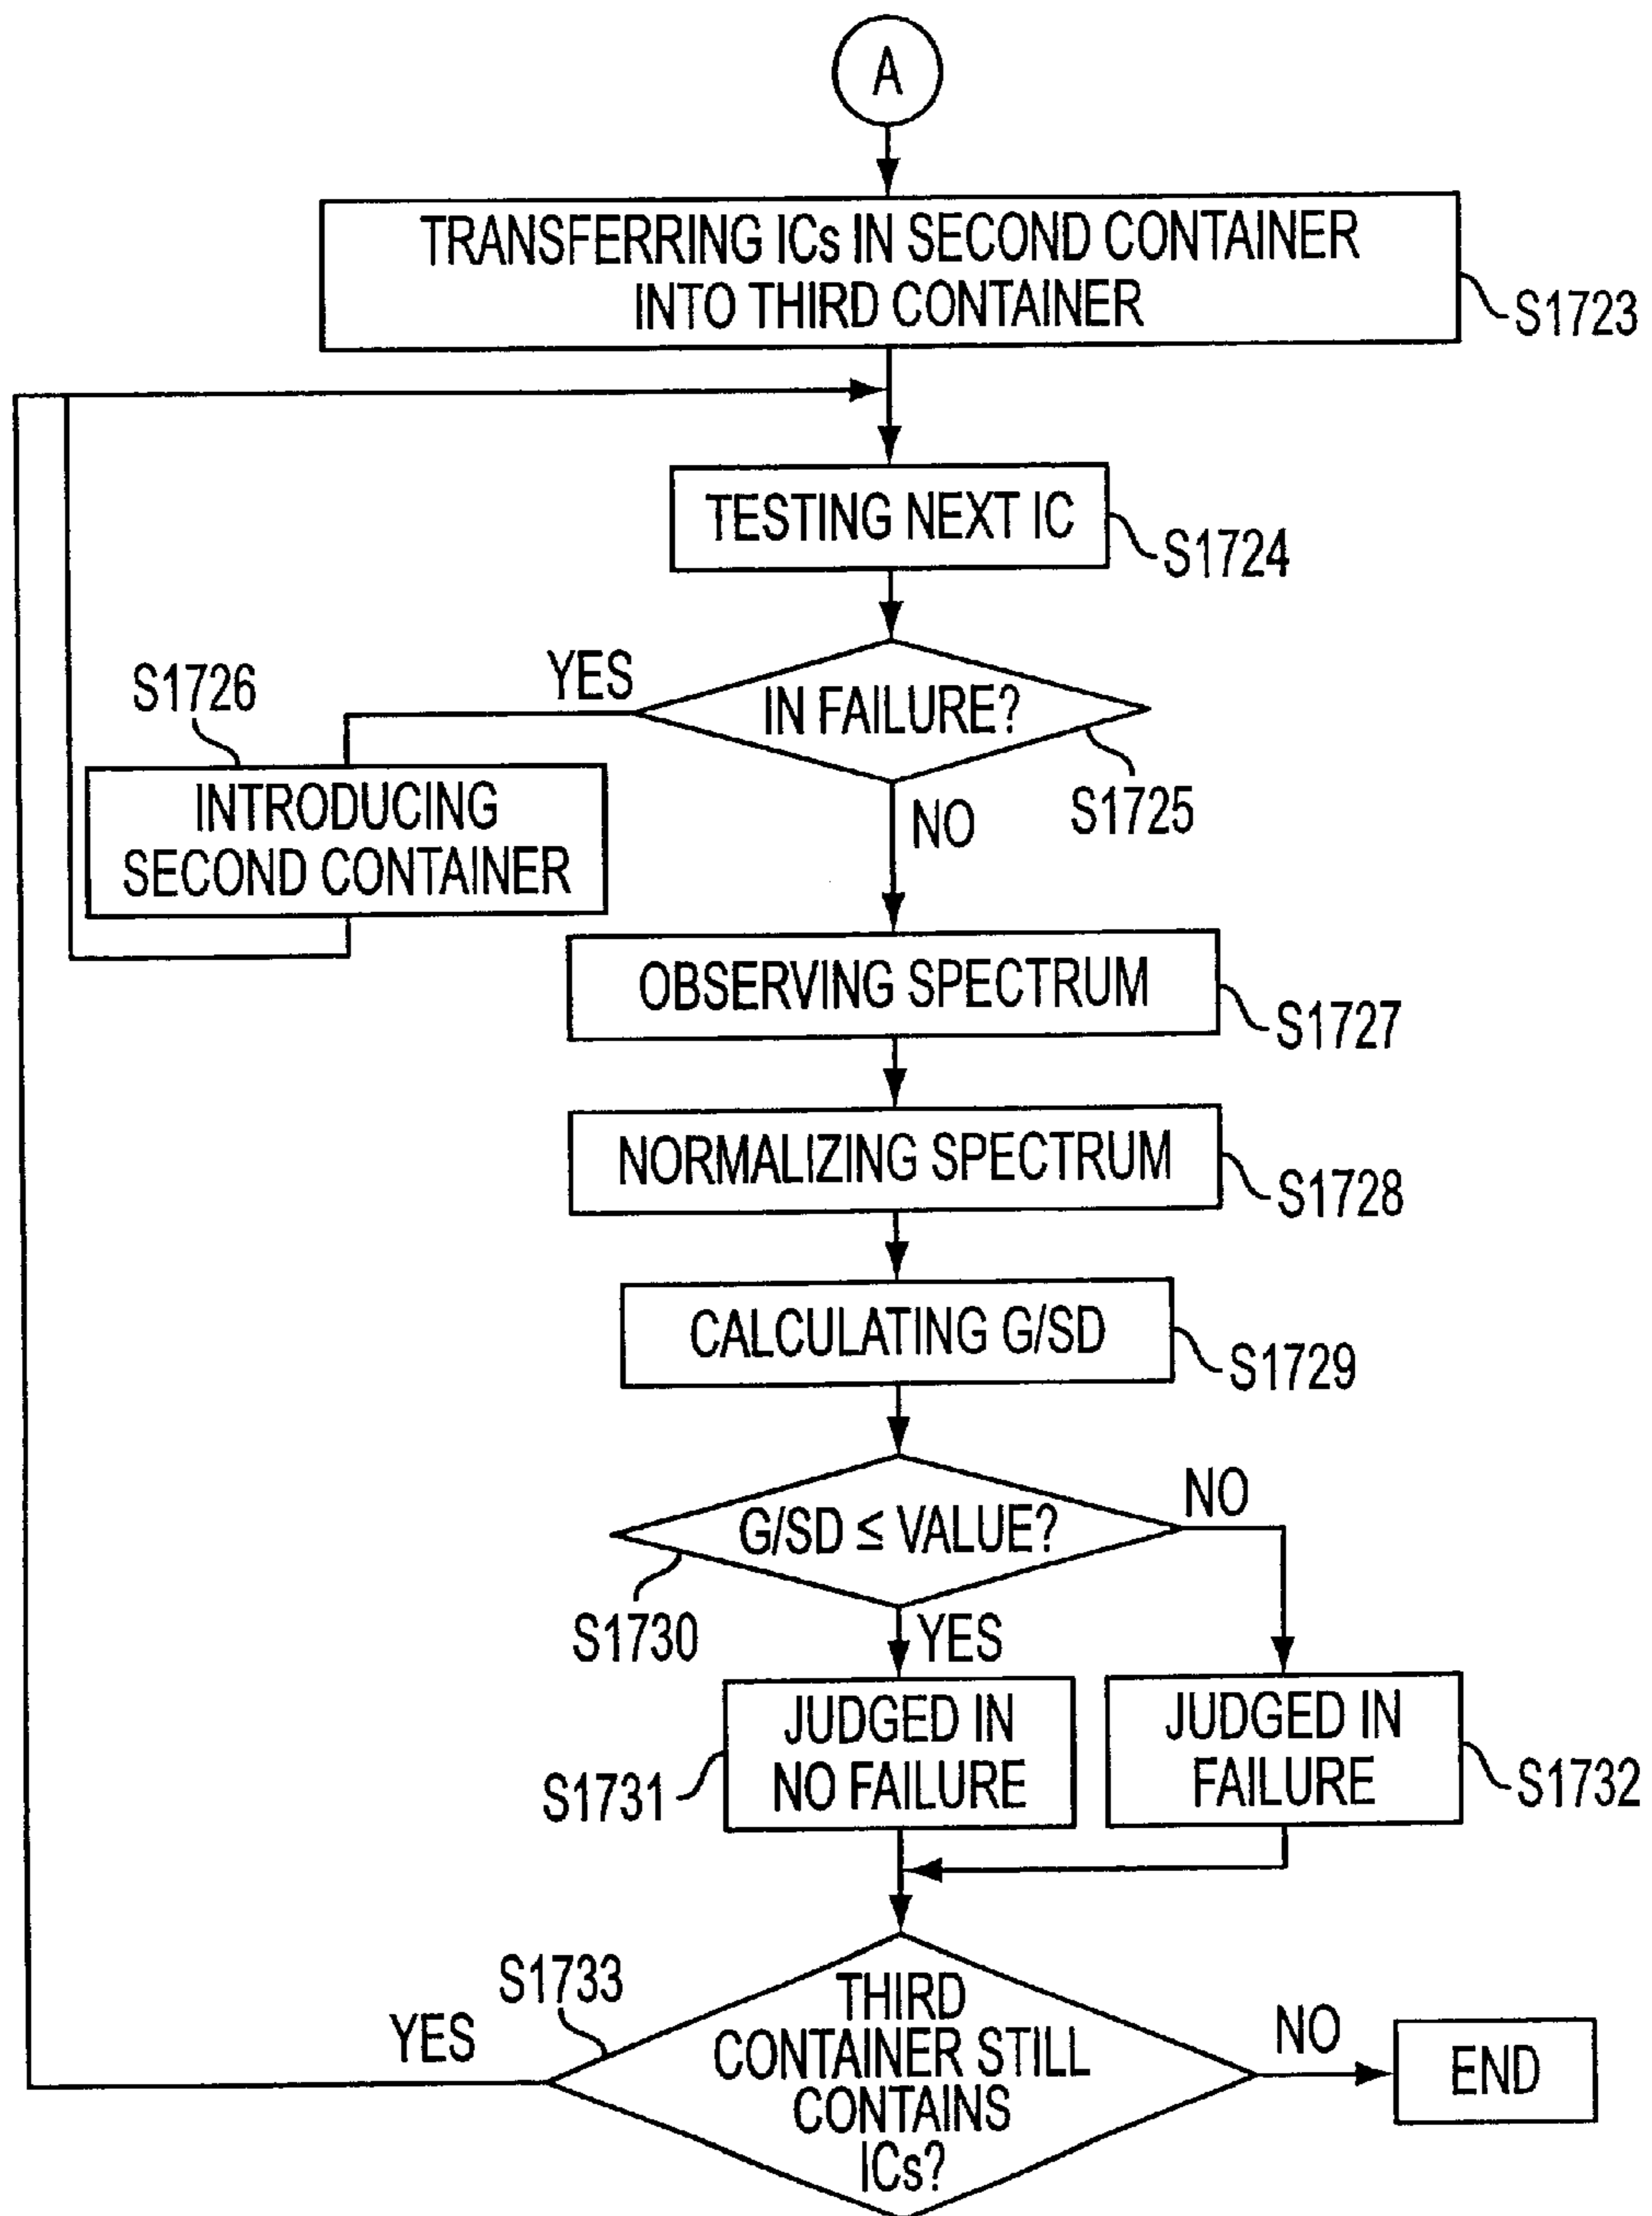 A
TRANSFERRING ICs IN SECOND CONTAINER
INTO THIRD CONTAINER
S1723
TESTING NEXT IC
S1724
IN FAILURE?
S1725
YES
NO
S1726
INTRODUCING
SECOND CONTAINER
OBSERVING SPECTRUM
S1727
NORMALIZING SPECTRUM
S1728
CALCULATING G/SD
S1729
G/SD ≤ VALUE?
NO
S1730
YES
JUDGED IN
NO FAILURE
S1731
JUDGED IN
FAILURE
S1732
S1733
THIRD
CONTAINER STILL
CONTAINS
ICs?
YES
NO
END